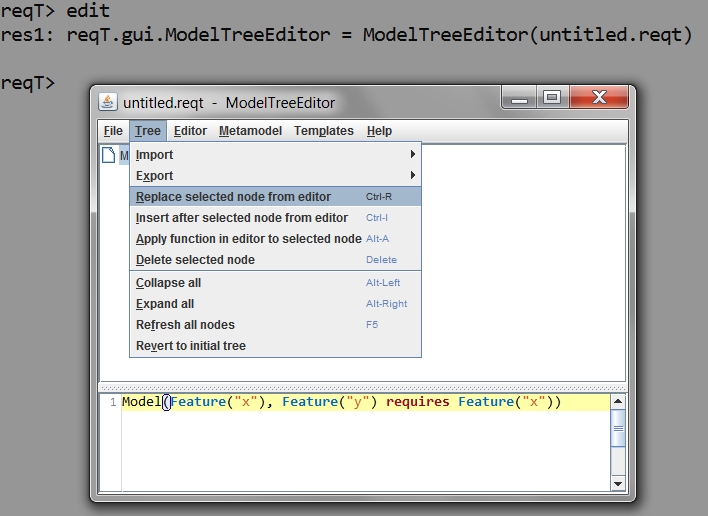 reqT> edit
res1: reqT.gui.ModelTreeEditor = ModelTreeEditor(untitled.reqt)
reqT>
untitled.reqt - ModelTreeEditor
File Tree Editor Metamodel Templates Help
M
Import
Export
Replace selected node from editor Ctrl-R
Insert after selected node from editor Ctrl-I
Apply function in editor to selected node Alt-A
Delete selected node Delete
Collapse all Alt-Left
Expand all Alt-Right
Refresh all nodes F5
Revert to initial tree
1 Model(Feature("x"), Feature("y") requires Feature("x"))